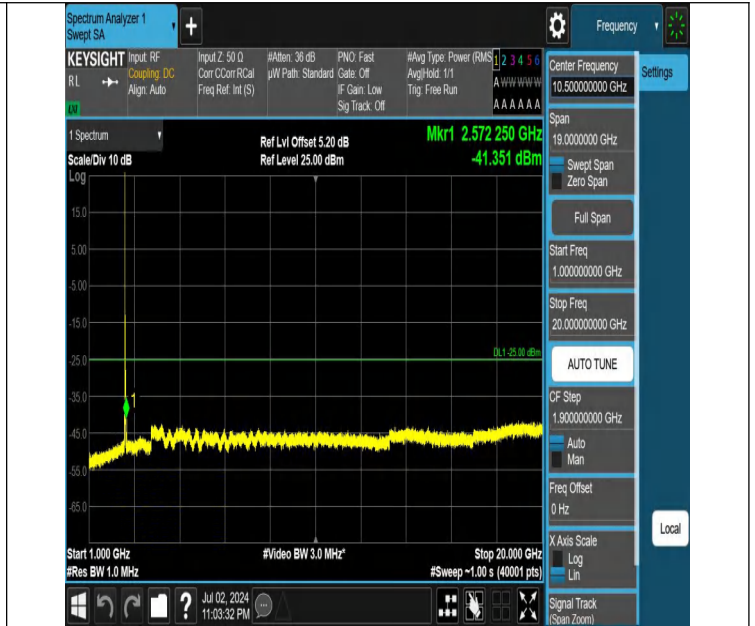 Spectrum Analyzer 1
Swept SA
Frequency
KEYSIGHT
RL
LXI
Input: RF
Coupling: DC
Align: Auto
Input Z: 50 Ω
Corr CCorr RCal
Freq Ref: Int (S)
#Atten: 36 dB
µW Path: Standard
PNO: Fast
Gate: Off
IF Gain: Low
Sig Track: Off
#Avg Type: Power (RMS
Avg|Hold: 1/1
Trig: Free Run
1 2 3 4 5 6
A W W W W W
A A A A A A
1 Spectrum
Scale/Div 10 dB
Log
Ref Lvl Offset 5.20 dB
Ref Level 25.00 dBm
Mkr1 2.572 250 GHz
-41.351 dBm
15.0
5.00
-5.00
-15.0
-25.0
-35.0
-45.0
-55.0
-65.0
DL1 -25.00 dBm
1
Start 1.000 GHz
#Res BW 1.0 MHz
#Video BW 3.0 MHz*
Stop 20.000 GHz
#Sweep ~1.00 s (40001 pts)
Jul 02, 2024
11:03:32 PM
Center Frequency
10.500000000 GHz
Settings
Span
19.0000000 GHz
Swept Span
Zero Span
Full Span
Start Freq
1.000000000 GHz
Stop Freq
20.000000000 GHz
AUTO TUNE
CF Step
1.900000000 GHz
Auto
Man
Freq Offset
0 Hz
X Axis Scale
Log
Lin
Local
Signal Track
(Span Zoom)